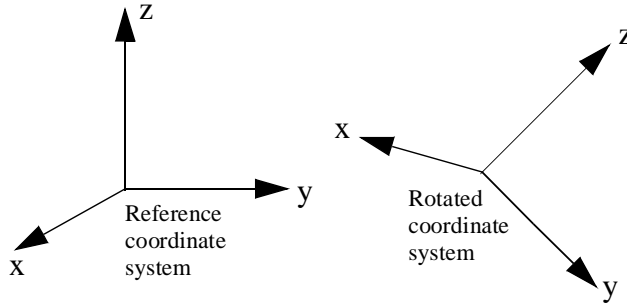 z
y
x
Reference
coordinate
system
z
x
y
Rotated
coordinate
system